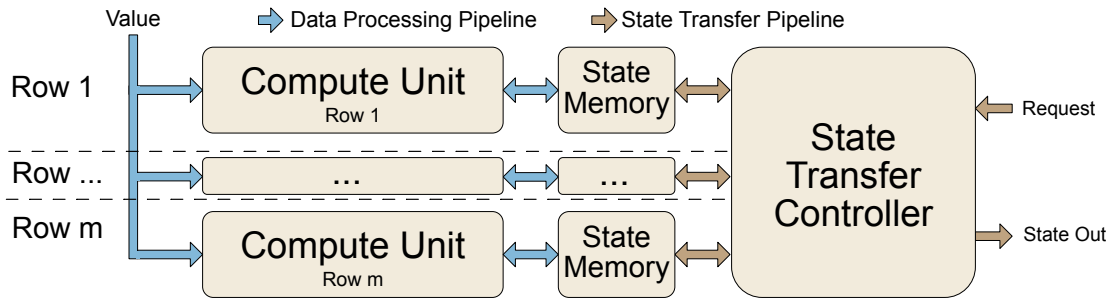 Value
Data Processing Pipeline
State Transfer Pipeline
Row 1
Compute Unit
Row 1
State
Memory
Request
Row ...
...
...
State
Transfer
Controller
Row m
Compute Unit
Row m
State
Memory
State Out